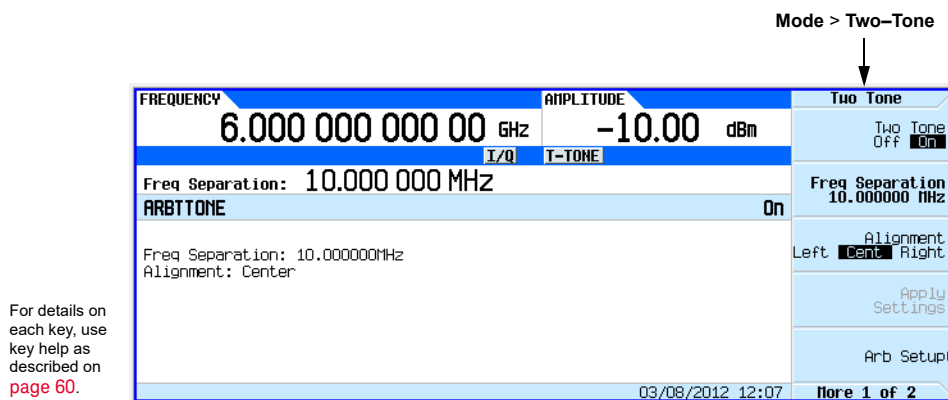 Mode > Two–Tone
FREQUENCY
AMPLITUDE
6.000 000 000 00 GHz
−10.00 dBm
I/Q
T-TONE
Freq Separation: 10.000 000 MHz
ARBTTONE
On
Freq Separation: 10.000000MHz
Alignment: Center
03/08/2012 12:07
Two Tone
Two Tone
Off On
Freq Separation
10.000000 MHz
Alignment
Left Cent Right
Apply
Settings
Arb Setup
More 1 of 2
For details on
each key, use
key help as
described on
page 60.